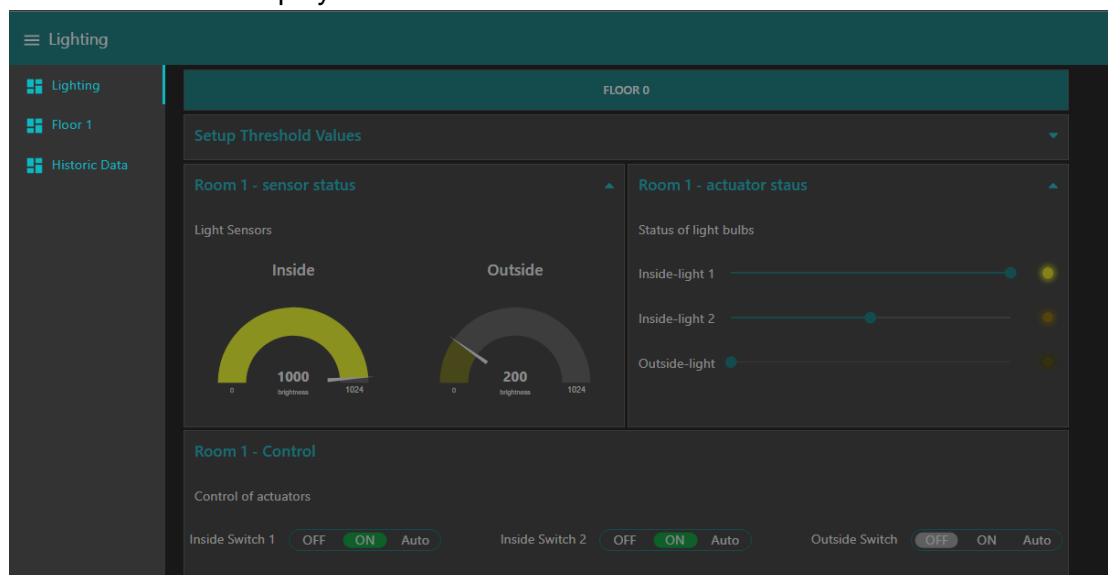 Lighting
Lighting
Floor 1
Historic Data
FLOOR 0
Setup Threshold Values
Room 1 - sensor status
Light Sensors
Inside
1000
brightness
0
1024
Outside
200
brightness
0
1024
Room 1 - actuator staus
Status of light bulbs
Inside-light 1
Inside-light 2
Outside-light
Room 1 - Control
Control of actuators
Inside Switch 1 OFF ON Auto Inside Switch 2 OFF ON Auto Outside Switch OFF ON Auto